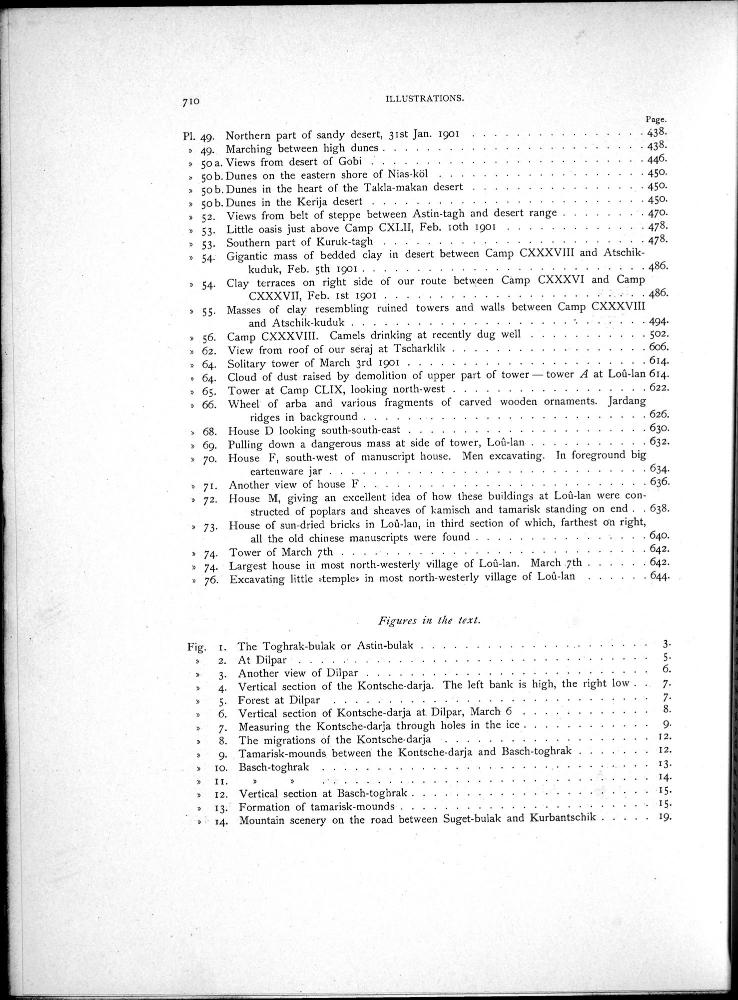 710 ILLUSTRATIONS.
Page.
Pl. 49. Northern part of sandy desert, 31st Jan. 1901 . . . . . . . . . . . . . . . . 438.
» 49. Marching between high dunes . . . . . . . . . . . . . . . . . . . . . . 438.
» 50 a. Views from desert of Gobi . . . . . . . . . . . . . . . . . . . . . . . 446.
» 50 b. Dunes on the eastern shore of Nias-köl . . . . . . . . . . . . . . . . . . 450.
» 50 b. Dunes in the heart of the Takla-makan desert . . . . . . . . . . . . . . . 450.
» 50 b. Dunes in the Kerija desert . . . . . . . . . . . . . . . . . . . . . . . 450.
» 52. Views from belt of steppe between Astin-tagh and desert range . . . . . . . . 470.
» 53. Little oasis just above Camp CXLII, Feb. 10th 1901 . . . . . . . . . . . . . 478.
» 53. Southern part of Kuruk-tagh . . . . . . . . . . . . . . . . . . . . . . 478.
» 54. Gigantic mass of bedded clay in desert between Camp CXXXVIII and Atschik-
kuduk, Feb. 5th 1901 . . . . . . . . . . . . . . . . . . . . . . . . 486.
» 54. Clay terraces on right side of our route between Camp CXXXVI and Camp
CXXXVII, Feb. 1st 1901 . . . . . . . . . . . . . . . . . . . . . . 486.
» 55. Masses of clay resembling ruined towers and walls between Camp CXXXVIII
and Atschik-kuduk . . . . . . . . . . . . . . . . . . . . . . . . . 494.
» 56. Camp CXXXVIII. Camels drinking at recently dug well . . . . . . . . . . . 502.
» 62. View from roof of our seraj at Tscharklik . . . . . . . . . . . . . . . . . 606.
» 64. Solitary tower of March 3rd 1901 . . . . . . . . . . . . . . . . . . . . 614.
» 64. Cloud of dust raised by demolition of upper part of tower — tower A at Loû-lan 614.
» 65. Tower at Camp CLIX, looking north-west . . . . . . . . . . . . . . . . . 622.
» 66. Wheel of arba and various fragments of carved wooden ornaments. Jardang
ridges in background . . . . . . . . . . . . . . . . . . . . . . . . 626.
» 68. House D looking south-south-east . . . . . . . . . . . . . . . . . . . . 630.
» 69. Pulling down a dangerous mass at side of tower, Loû-lan . . . . . . . . . . 632.
» 70. House F, south-west of manuscript house. Men excavating. In foreground big
eartenware jar . . . . . . . . . . . . . . . . . . . . . . . . . . . 634.
» 71. Another view of house F . . . . . . . . . . . . . . . . . . . . . . . . 636.
» 72. House M, giving an excellent idea of how these buildings at Loû-lan were con-
structed of poplars and sheaves of kamisch and tamarisk standing on end . . 638.
» 73. House of sun-dried bricks in Loû-lan, in third section of which, farthest on right,
all the old chinese manuscripts were found . . . . . . . . . . . . . . . 640.
» 74. Tower of March 7th . . . . . . . . . . . . . . . . . . . . . . . . . . 642.
» 74. Largest house in most north-westerly village of Loû-lan. March 7th . . . . . . 642.
» 76. Excavating little »temple» in most north-westerly village of Loû-lan . . . . . . 644.
Figures in the text.
Fig. 1. The Toghrak-bulak or Astin-bulak . . . . . . . . . . . . . . . . . . . . 3.
» 2. At Dilpar . . . . . . . . . . . . . . . . . . . . . . . . . . . . . . 5.
» 3. Another view of Dilpar . . . . . . . . . . . . . . . . . . . . . . . . 6.
» 4. Vertical section of the Kontsche-darja. The left bank is high, the right low . . 7.
» 5. Forest at Dilpar . . . . . . . . . . . . . . . . . . . . . . . . . . . 7.
» 6. Vertical section of Kontsche-darja at Dilpar, March 6 . . . . . . . . . . . . 8.
» 7. Measuring the Kontsche-darja through holes in the ice . . . . . . . . . . . . 9.
» 8. The migrations of the Kontsche-darja . . . . . . . . . . . . . . . . . . 12.
» 9. Tamarisk-mounds between the Kontsche-darja and Basch-toghrak . . . . . . . 12.
» 10. Basch-toghrak . . . . . . . . . . . . . . . . . . . . . . . . . . . . 13.
» 11. » » . . . . . . . . . . . . . . . . . . . . . . . . . . . . 14.
» 12. Vertical section at Basch-toghrak . . . . . . . . . . . . . . . . . . . . 15.
» 13. Formation of tamarisk-mounds . . . . . . . . . . . . . . . . . . . . . 15.
» 14. Mountain scenery on the road between Suget-bulak and Kurbantschik . . . . . 19.